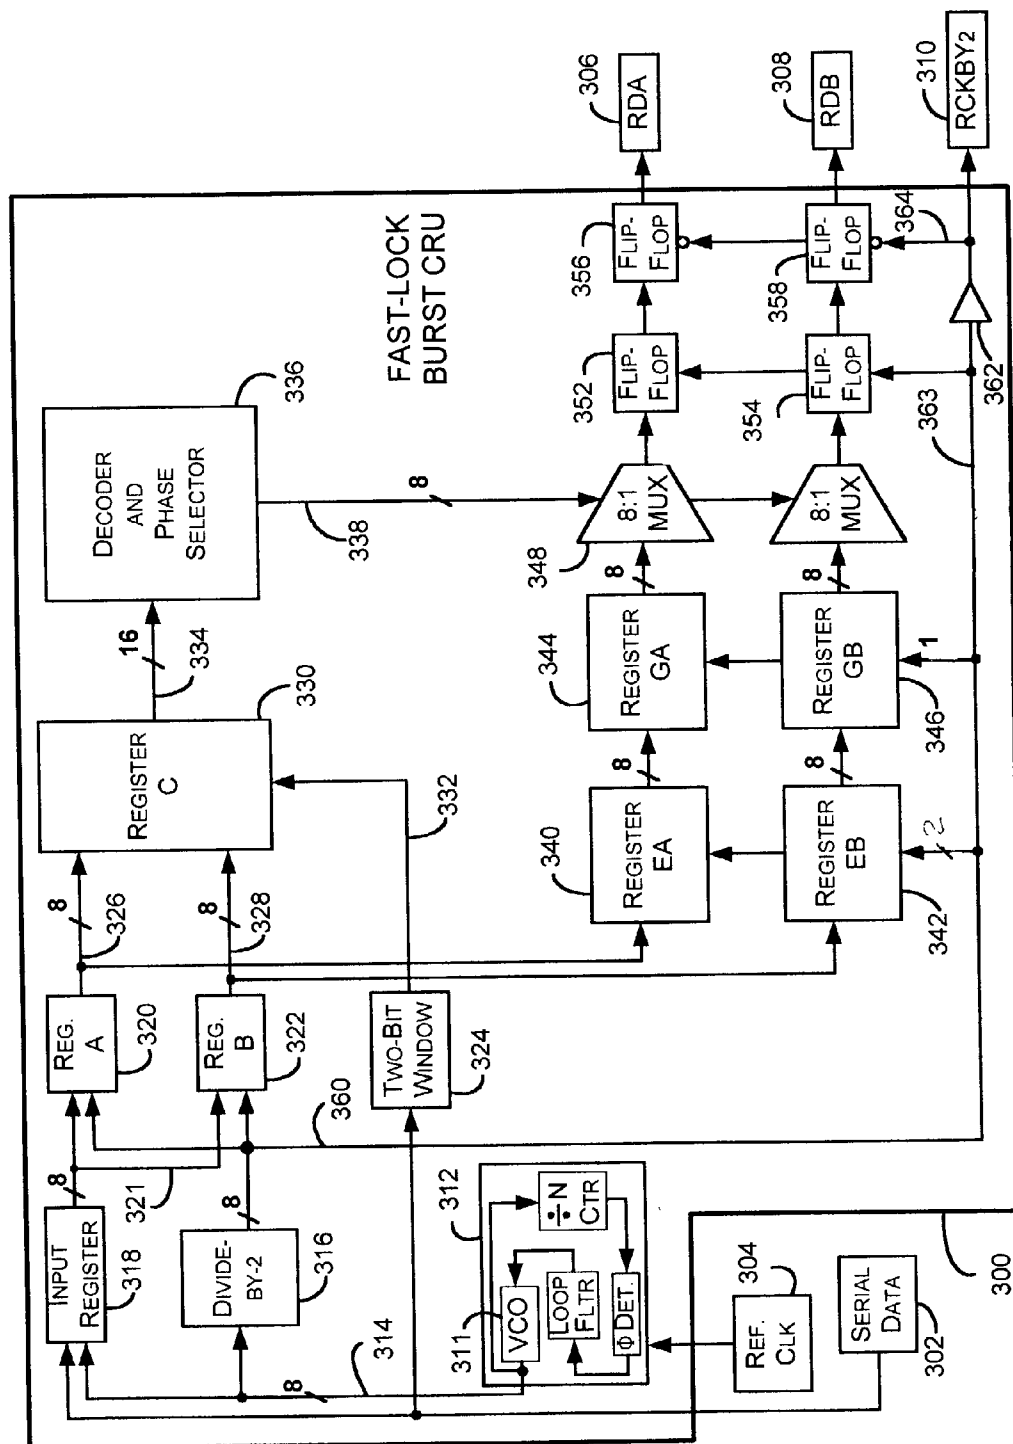 FAST-LOCK
BURST CRU
INPUT
REGISTER
318
8
321
REG.
A
320
8
326
REGISTER
C
330
16
334
DECODER
AND
PHASE
SELECTOR
336
338
8
DIVIDE-
BY-2
316
8
REG.
B
322
8
328
360
TWO-BIT
WINDOW
324
332
314
8
311
VCO
LOOP
FLTR
Φ DET.
÷N
CTR
312
REF.
CLK
304
SERIAL
DATA
302
300
340
REGISTER
EA
8
344
REGISTER
GA
8
348
8:1
MUX
352
FLIP-
FLOP
356
FLIP-
FLOP
306
RDA
REGISTER
EB
342
2
8
REGISTER
GB
346
1
8
8:1
MUX
354
FLIP-
FLOP
358
FLIP-
FLOP
308
RDB
363
362
364
310
RCKBY2